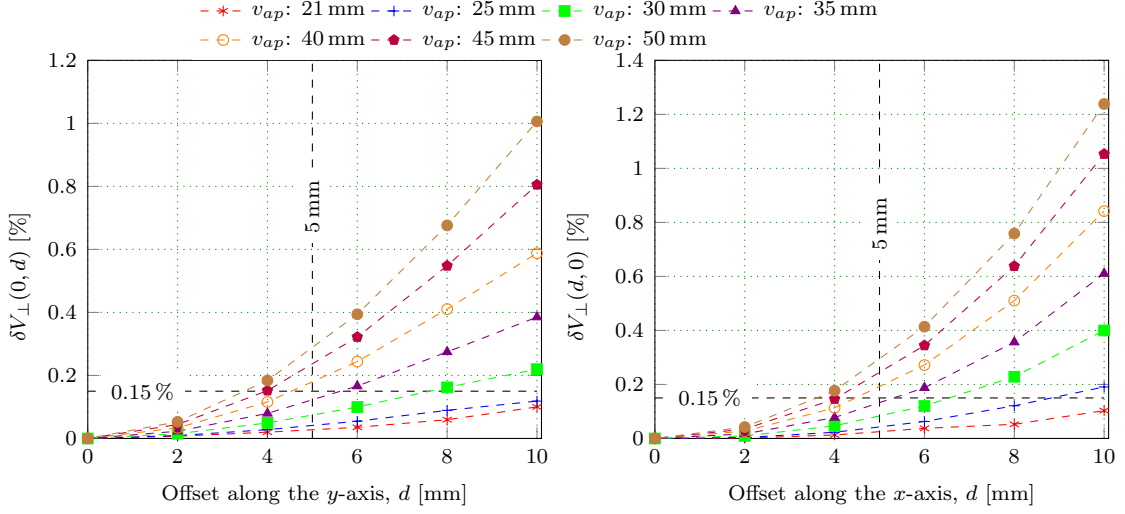 v_ap: 21 mm v_ap: 25 mm v_ap: 30 mm v_ap: 35 mm
v_ap: 40 mm v_ap: 45 mm v_ap: 50 mm
δV⊥(0, d) [%]
1.2
1
0.8
0.6
0.4
0.2
0
0 2 4 6 8 10
5 mm
0.15 %
Offset along the y-axis, d [mm]
δV⊥(d, 0) [%]
1.4
1.2
1
0.8
0.6
0.4
0.2
0
0 2 4 6 8 10
5 mm
0.15 %
Offset along the x-axis, d [mm]